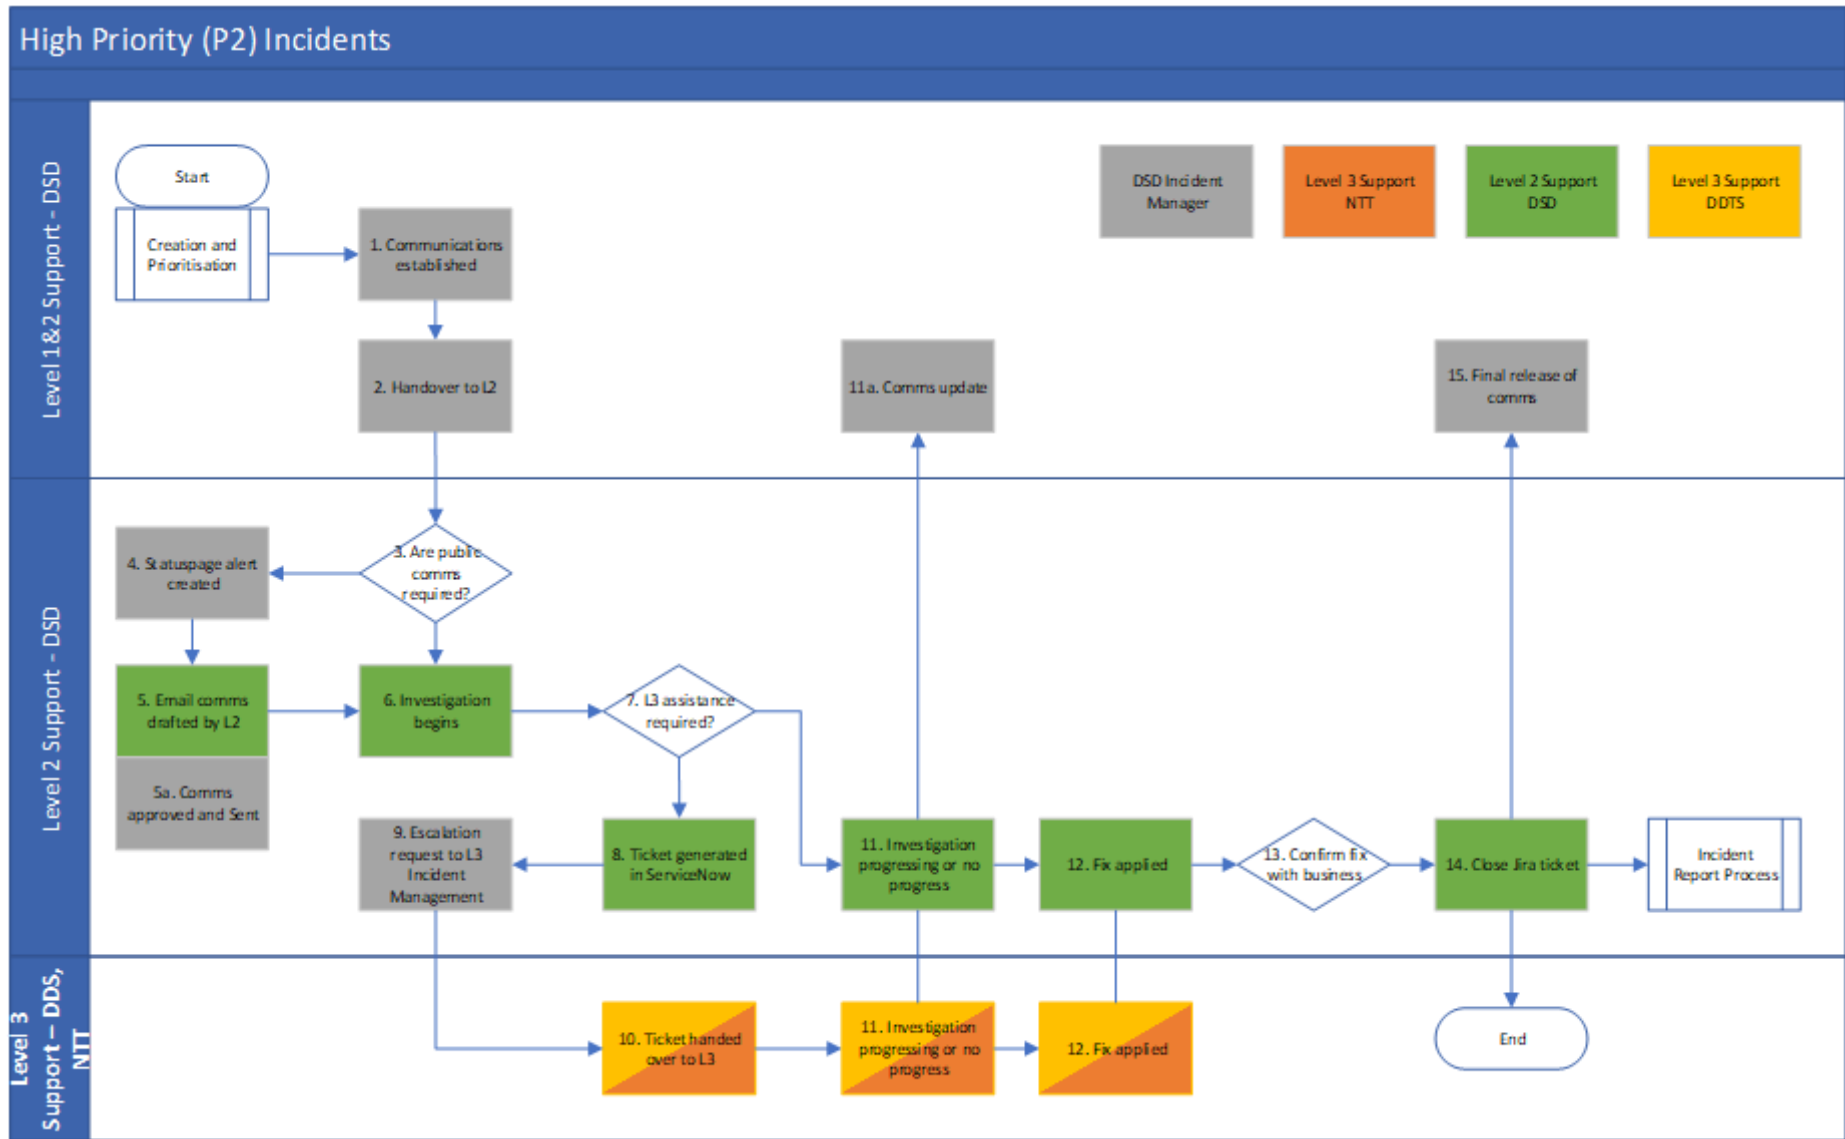 High Priority (P2) Incidents
Level 1&2 Support - DSD
Start
Creation and
Prioritisation
1. Communications
established
2. Handover to L2
DSD Incident
Manager
Level 3 Support
NTT
Level 2 Support
DSD
Level 3 Support
DDTS
11a. Comms update
15. Final release of
comms
Level 2 Support - DSD
3. Are public
comms
required?
4. Statuspage alert
created
5. Email comms
drafted by L2
5a. Comms
approved and Sent
6. Investigation
begins
7. L3 assistance
required?
8. Ticket generated
in ServiceNow
9. Escalation
request to L3
Incident
Management
11. Investigation
progressing or no
progress
12. Fix applied
13. Confirm fix
with business
14. Close Jira ticket
Incident
Report Process
Level 3
Support – DDS,
NTT
10. Ticket handed
over to L3
11. Investigation
progressing or no
progress
12. Fix applied
End